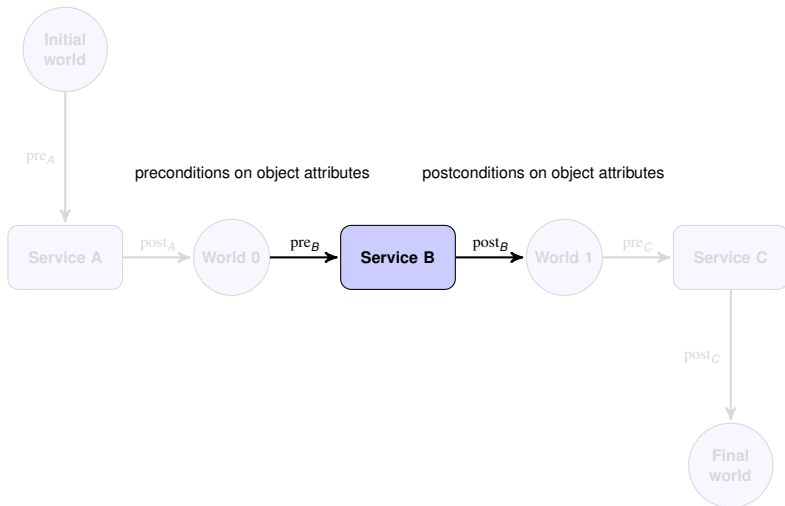 Initial
world
pre_A
preconditions on object attributes
postconditions on object attributes
Service A
post_A
World 0
pre_B
Service B
post_B
World 1
pre_C
Service C
post_C
Final
world